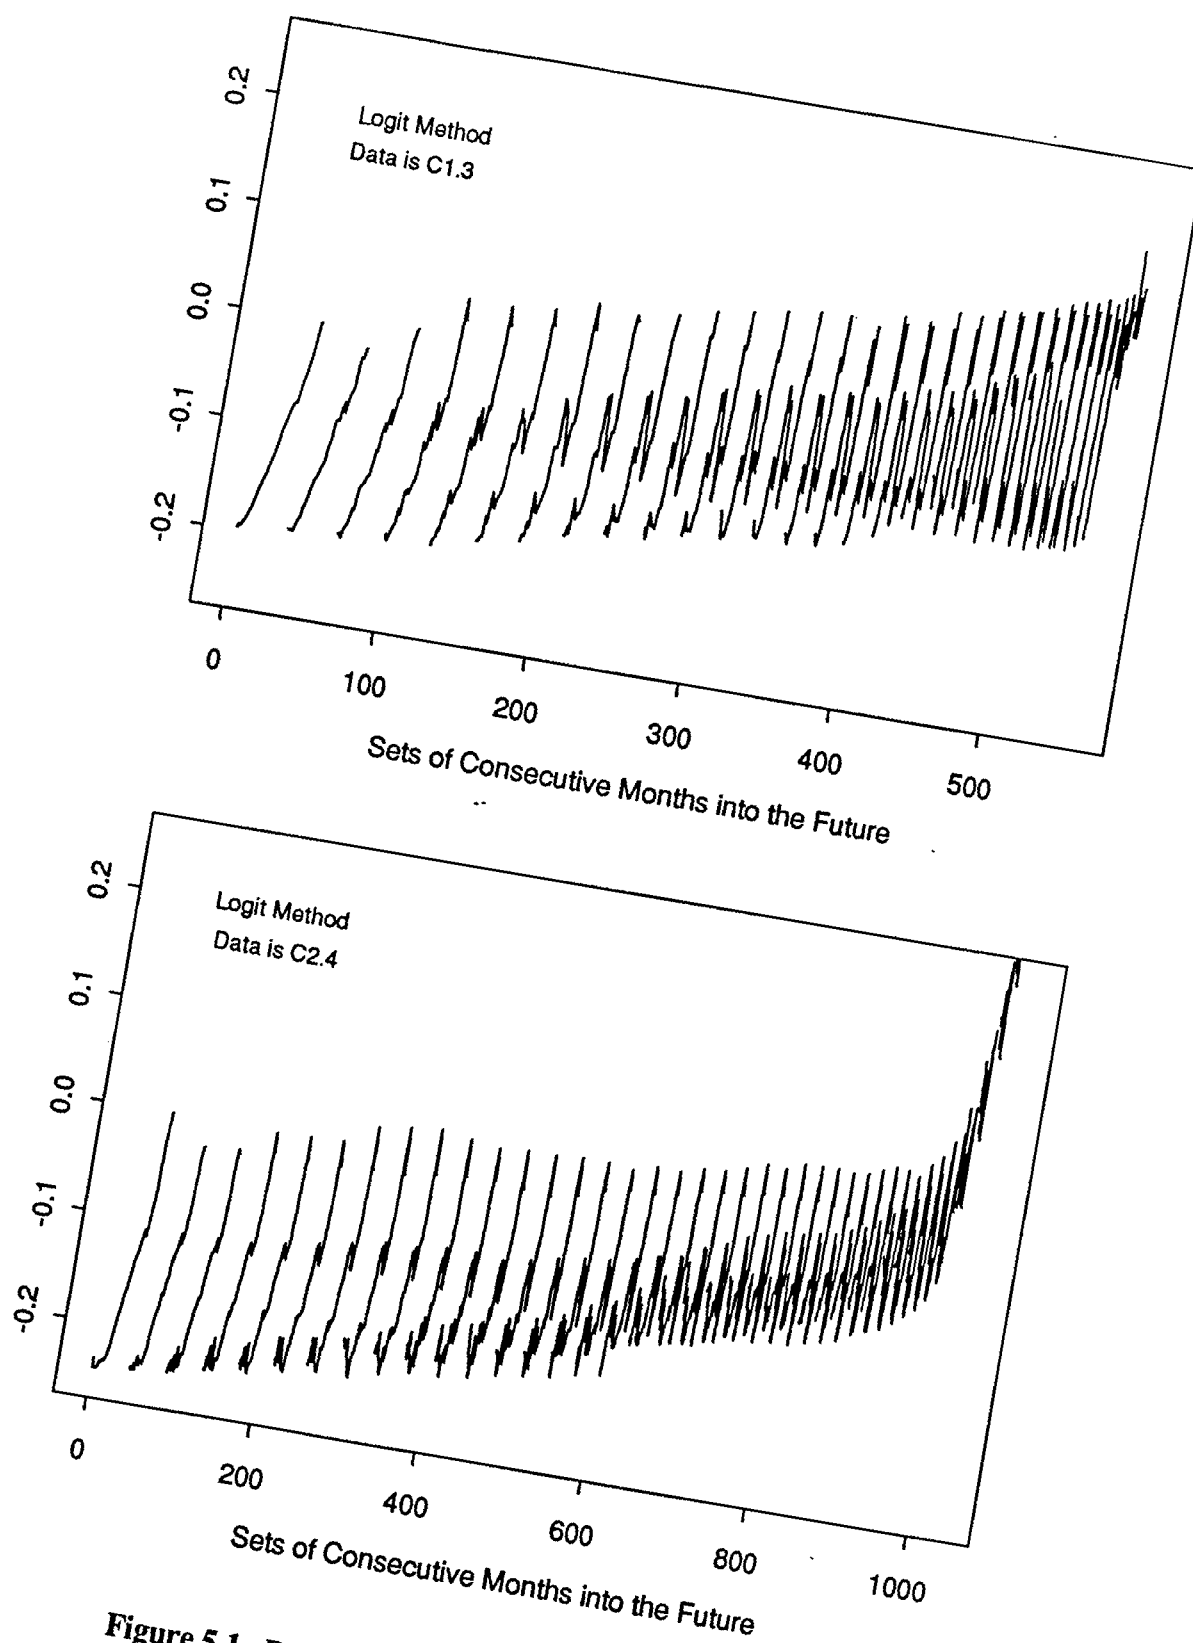 0.2
0.1
0.0
-0.1
-0.2
Logit Method
Data is C1.3
0 100 200 300 400 500
Sets of Consecutive Months into the Future
0.2
0.1
0.0
-0.1
-0.2
Logit Method
Data is C2.4
0 200 400 600 800 1000
Sets of Consecutive Months into the Future
Figure 5.1